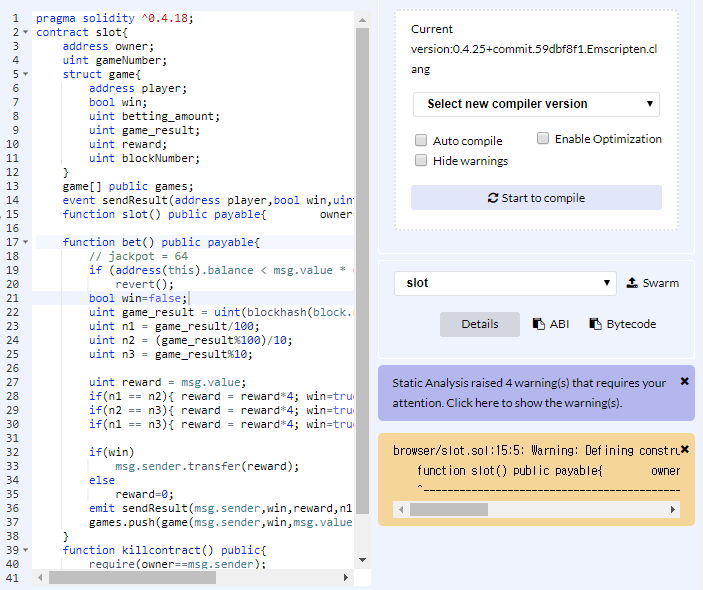 1 pragma solidity ^0.4.18;
2 contract slot{
3 address owner;
4 uint gameNumber;
5 struct game{
6 address player;
7 bool win;
8 uint betting_amount;
9 uint game_result;
10 uint reward;
11 uint blockNumber;
12 }
13 game[] public games;
14 event sendResult(address player,bool win,uin
15 function slot() public payable{ owner
16
17 function bet() public payable{
18 // jackpot = 64
19 if (address(this).balance < msg.value *
20 revert();
21 bool win=false;
22 uint game_result = uint(blockhash(block.
23 uint n1 = game_result/100;
24 uint n2 = (game_result%100)/10;
25 uint n3 = game_result%10;
26
27 uint reward = msg.value;
28 if(n1 == n2){ reward = reward*4; win=tru
29 if(n2 == n3){ reward = reward*4; win=tru
30 if(n1 == n3){ reward = reward*4; win=tru
31
32 if(win)
33 msg.sender.transfer(reward);
34 else
35 reward=0;
36 emit sendResult(msg.sender,win,reward,n1
37 games.push(game(msg.sender,win,msg.value
38 }
39 function killcontract() public{
40 require(owner==msg.sender);
41
Current
version:0.4.25+commit.59dbf8f1.Emscripten.cl
ang
Select new compiler version
Auto compile
Enable Optimization
Hide warnings
Start to compile
slot
Swarm
Details
ABI
Bytecode
Static Analysis raised 4 warning(s) that requires your
attention. Click here to show the warning(s).
browser/slot.sol:15:5: Warning: Defining constru
function slot() public payable{ owner
^-------------------------------------------